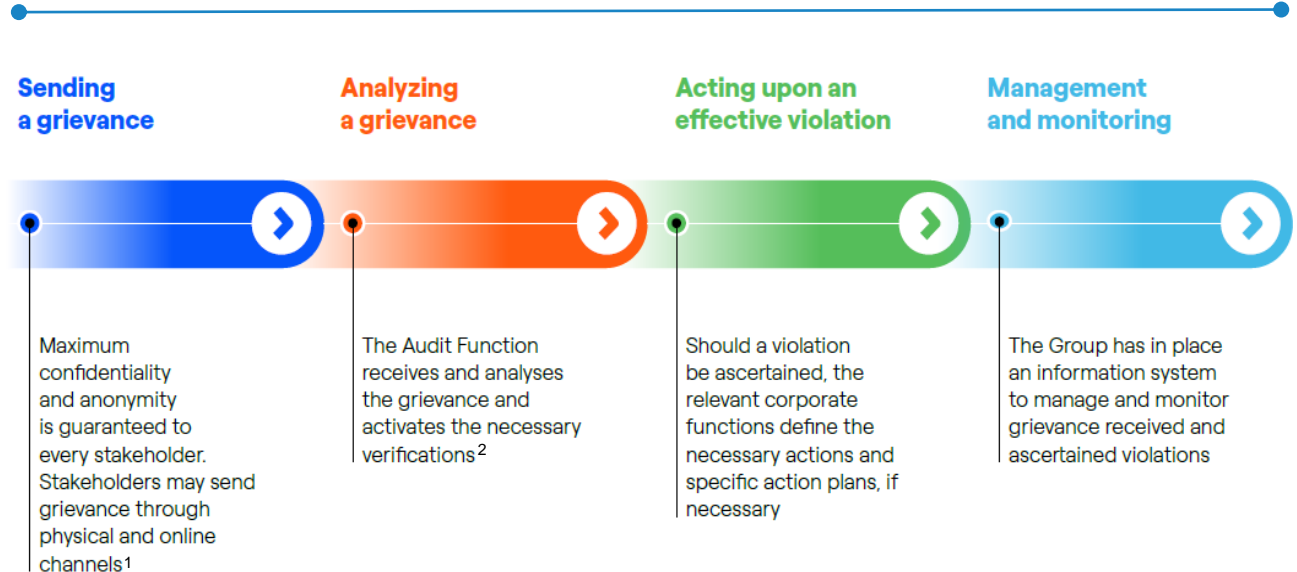 Sending
a grievance
Analyzing
a grievance
Acting upon an
effective violation
Management
and monitoring
Maximum
confidentiality
and anonymity
is guaranteed to
every stakeholder.
Stakeholders may send
grievance through
physical and online
channels1
The Audit Function
receives and analyses
the grievance and
activates the necessary
verifications2
Should a violation
be ascertained, the
relevant corporate
functions define the
necessary actions and
specific action plans, if
necessary
The Group has in place
an information system
to manage and monitor
grievance received and
ascertained violations